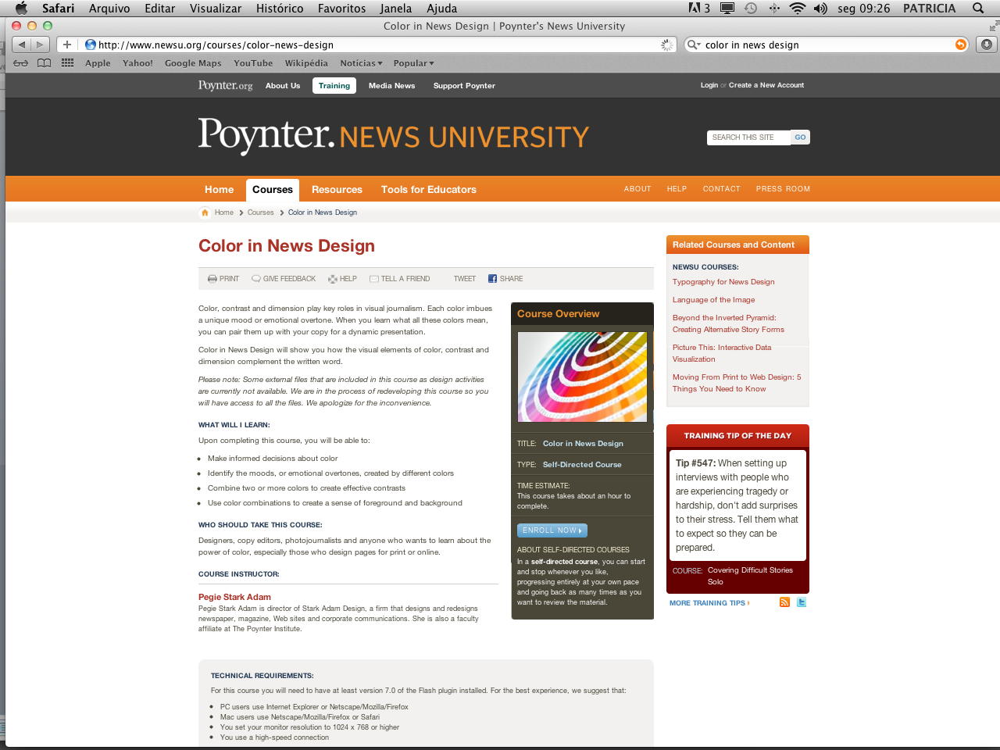 Safari Arquivo Editar Visualizar Histórico Favoritos Janela Ajuda 3 seg 09:26 PATRICIA
Color in News Design | Poynter's News University
http://www.newsu.org/courses/color-news-design color in news design
Apple Yahoo! Google Maps YouTube Wikipédia Notícias Popular
Poynter.org About Us Training Media News Support Poynter Login or Create a New Account
Poynter. NEWS UNIVERSITY
SEARCH THIS SITE GO
Home Courses Resources Tools for Educators ABOUT HELP CONTACT PRESS ROOM
Home Courses Color in News Design
Color in News Design
PRINT GIVE FEEDBACK HELP TELL A FRIEND TWEET SHARE
Color, contrast and dimension play key roles in visual journalism. Each color imbues
a unique mood or emotional overtone. When you learn what all these colors mean,
you can pair them up with your copy for a dynamic presentation.
Color in News Design will show you how the visual elements of color, contrast and
dimension complement the written word.
Please note: Some external files that are included in this course as design activities
are currently not available. We are in the process of redeveloping this course so you
will have access to all the files. We apologize for the inconvenience.
WHAT WILL I LEARN:
Upon completing this course, you will be able to:
Make informed decisions about color
Identify the moods, or emotional overtones, created by different colors
Combine two or more colors to create effective contrasts
Use color combinations to create a sense of foreground and background
WHO SHOULD TAKE THIS COURSE:
Designers, copy editors, photojournalists and anyone who wants to learn about the
power of color, especially those who design pages for print or online.
COURSE INSTRUCTOR:
Pegie Stark Adam
Pegie Stark Adam is director of Stark Adam Design, a firm that designs and redesigns
newspaper, magazine, Web sites and corporate communications. She is also a faculty
affiliate at The Poynter Institute.
Course Overview
TITLE: Color in News Design
TYPE: Self-Directed Course
TIME ESTIMATE:
This course takes about an hour to
complete.
ENROLL NOW
ABOUT SELF-DIRECTED COURSES
In a self-directed course, you can start
and stop whenever you like,
progressing entirely at your own pace
and going back as many times as you
want to review the material.
Related Courses and Content
NEWSU COURSES:
Typography for News Design
Language of the Image
Beyond the Inverted Pyramid:
Creating Alternative Story Forms
Picture This: Interactive Data
Visualization
Moving From Print to Web Design: 5
Things You Need to Know
TRAINING TIP OF THE DAY
Tip #547: When setting up
interviews with people who
are experiencing tragedy or
hardship, don't add surprises
to their stress. Tell them what
to expect so they can be
prepared.
COURSE: Covering Difficult Stories
Solo
MORE TRAINING TIPS
TECHNICAL REQUIREMENTS:
For this course you will need to have at least version 7.0 of the Flash plugin installed. For the best experience, we suggest that:
PC users use Internet Explorer or Netscape/Mozilla/Firefox
Mac users use Netscape/Mozilla/Firefox or Safari
You set your monitor resolution to 1024 x 768 or higher
You use a high-speed connection